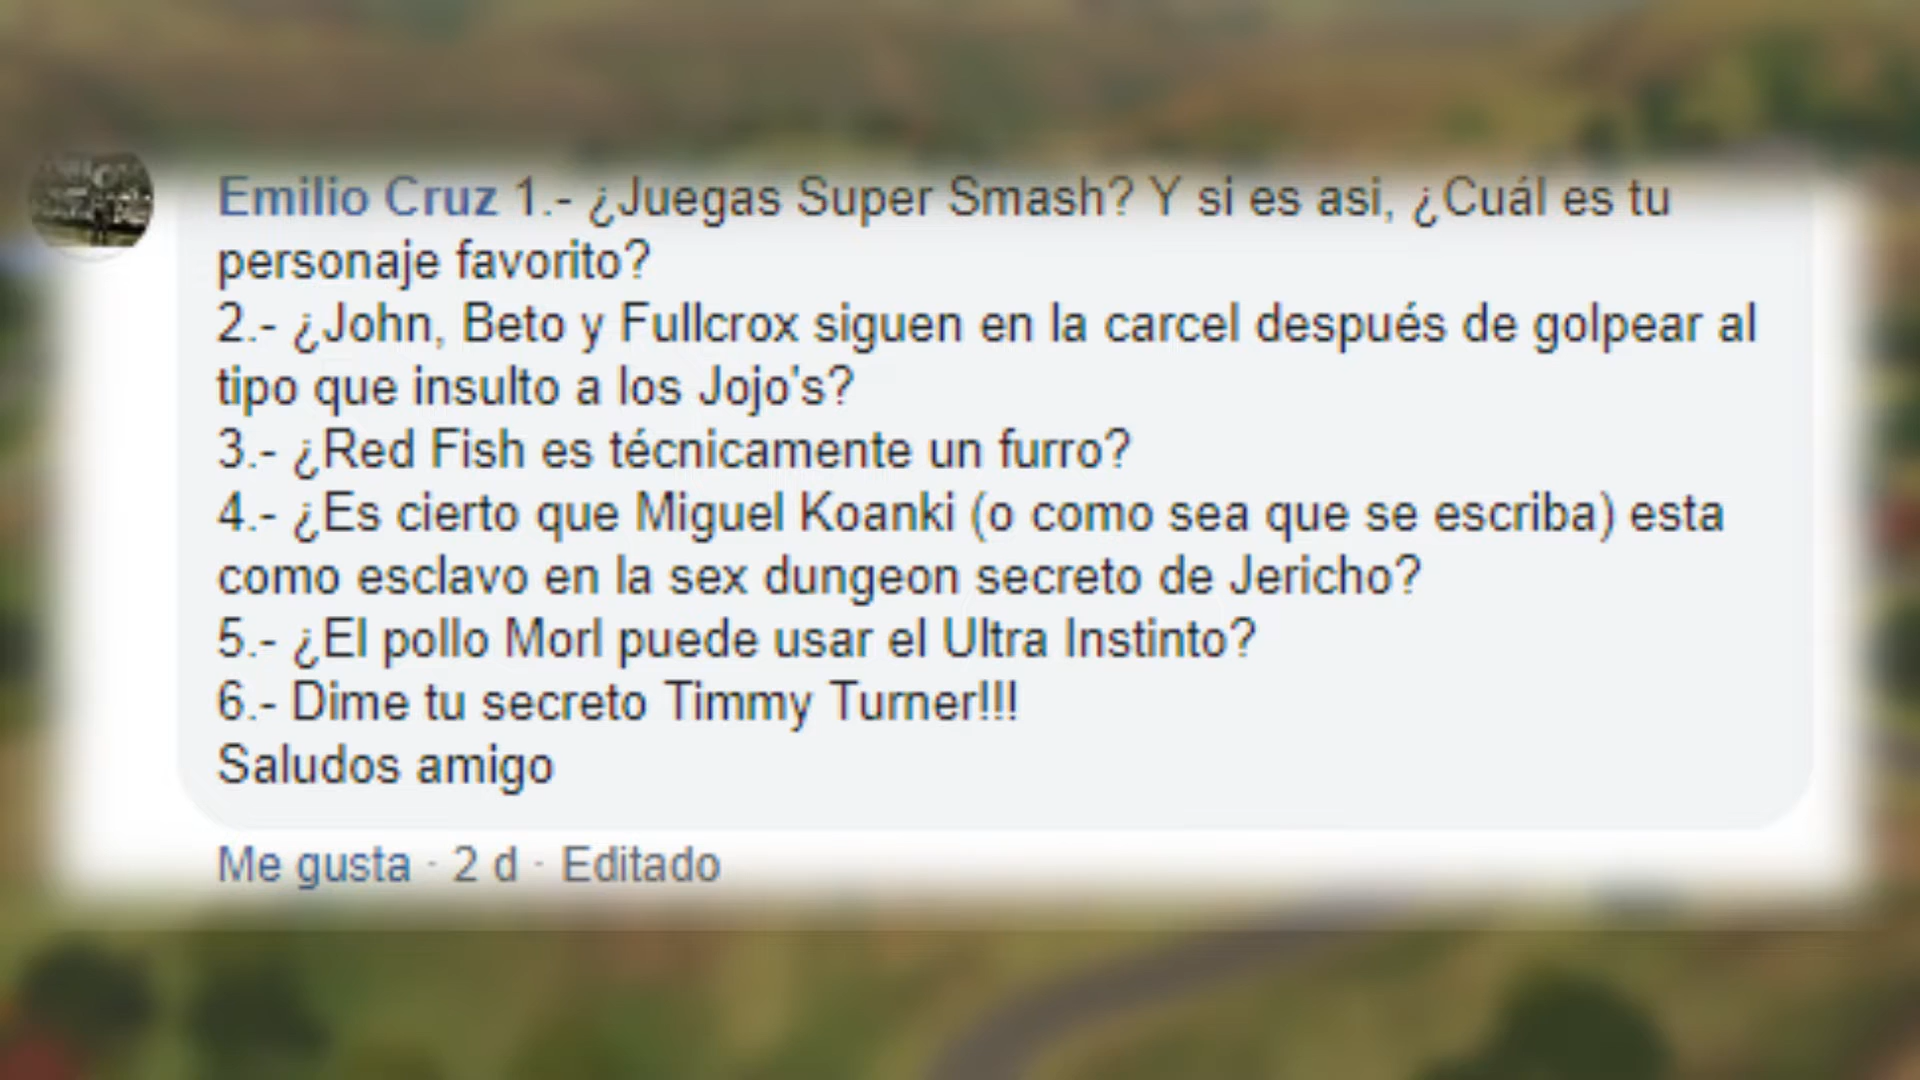 Emilio Cruz 1.- ¿Juegas Super Smash? Y si es asi, ¿Cuál es tu
personaje favorito?
2.- ¿John, Beto y Fullcrox siguen en la carcel después de golpear al
tipo que insulto a los Jojo's?
3.- ¿Red Fish es técnicamente un furro?
4.- ¿Es cierto que Miguel Koanki (o como sea que se escriba) esta
como esclavo en la sex dungeon secreto de Jericho?
5.- ¿El pollo Morl puede usar el Ultra Instinto?
6.- Dime tu secreto Timmy Turner!!!
Saludos amigo
Me gusta · 2 d · Editado